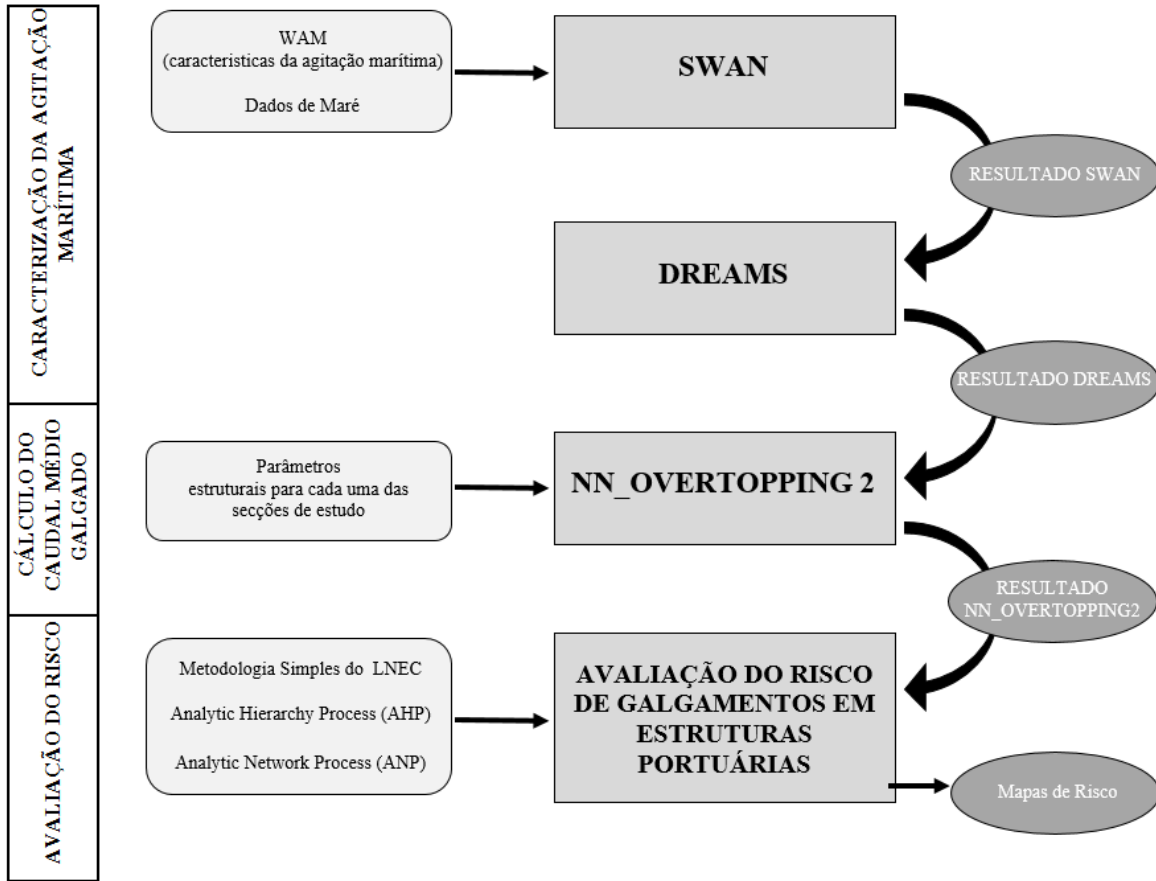 CARACTERIZAÇÃO DA AGITAÇÃO
MARÍTIMA
WAM
(caracteristicas da agitação marítima)
Dados de Maré
SWAN
RESULTADO SWAN
DREAMS
RESULTADO DREAMS
CÁLCULO DO
CAUDAL MÉDIO
GALGADO
Parâmetros
estruturais para cada uma das
secções de estudo
NN_OVERTOPPING 2
RESULTADO
NN_OVERTOPPING2
AVALIAÇÃO DO RISCO
Metodologia Simples do LNEC
Analytic Hierarchy Process (AHP)
Analytic Network Process (ANP)
AVALIAÇÃO DO RISCO
DE GALGAMENTOS EM
ESTRUTURAS
PORTUÁRIAS
Mapas de Risco